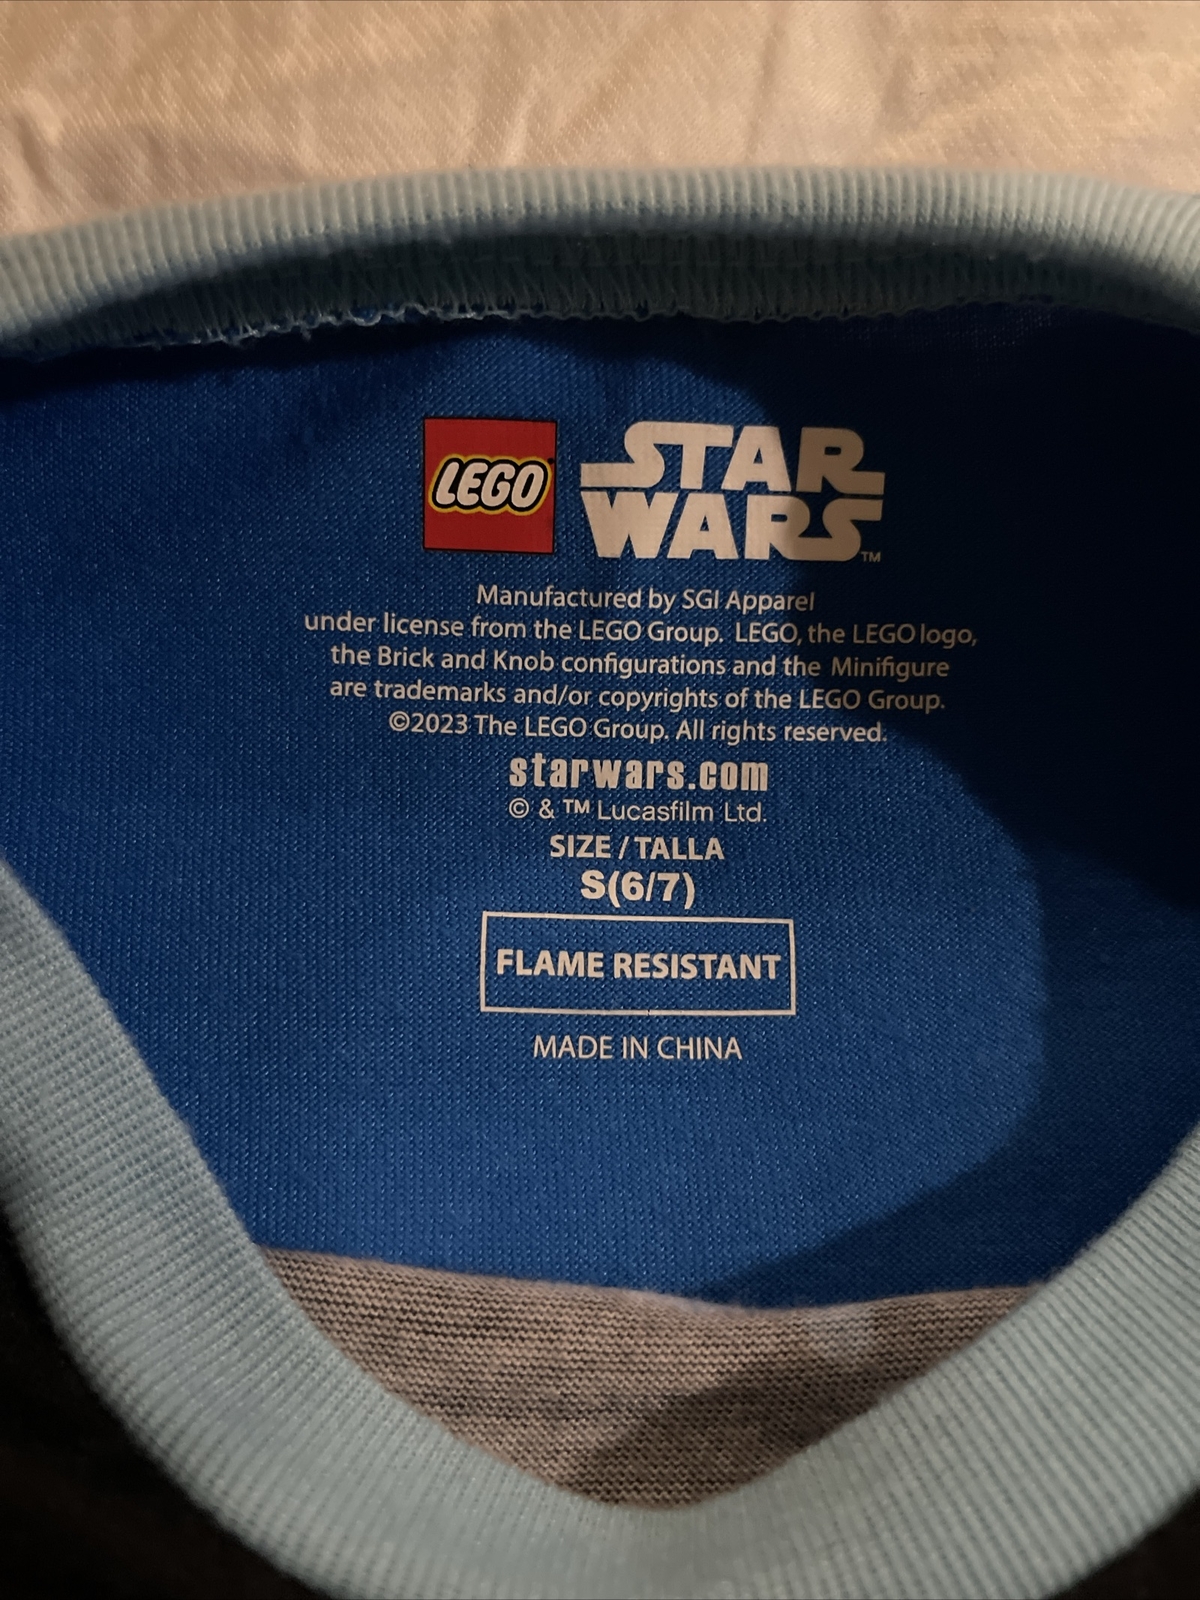 LEGO
STAR
WARS™
Manufactured by SGI Apparel
under license from the LEGO Group. LEGO, the LEGO logo,
the Brick and Knob configurations and the Minifigure
are trademarks and/or copyrights of the LEGO Group.
©2023 The LEGO Group. All rights reserved.
starwars.com
© & ™ Lucasfilm Ltd.
SIZE / TALLA
S(6/7)
FLAME RESISTANT
MADE IN CHINA